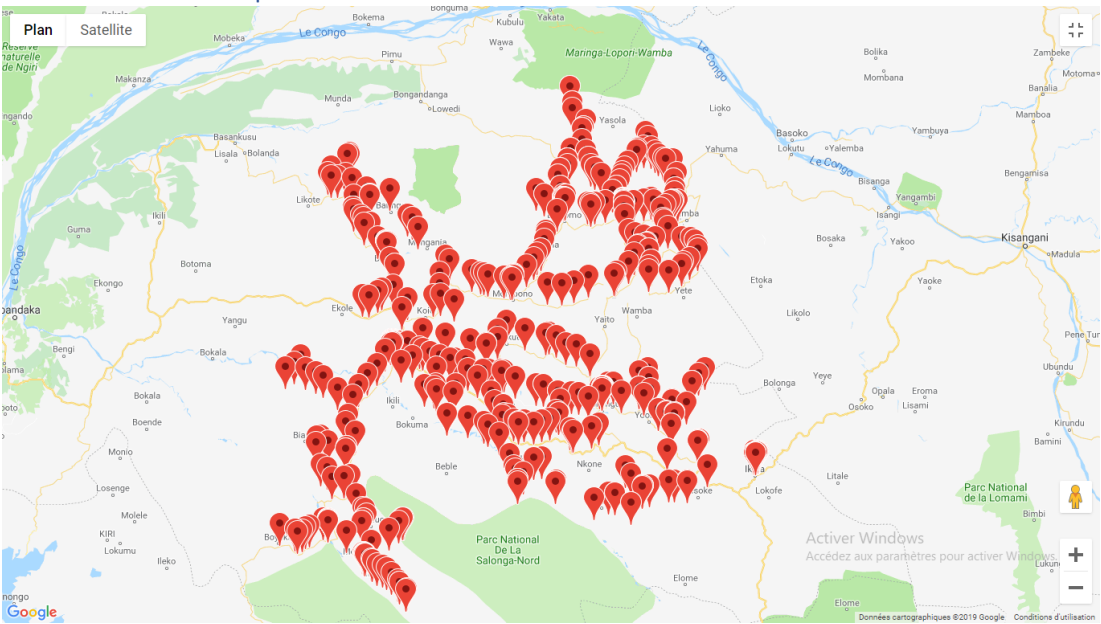 Plan
Satellite
Bokema
Bonguma
Kubulu
Yakata
Le Congo
Mobeka
Wawa
Pimu
Maringa-Lopori-Wamba
Le Congo
Bolika
Zambeke
Réserve
naturelle
de Ngiri
Makanza
Mombana
Motoma
Banalia
Munda
Bongandanga
Lowedi
Lioko
Mamboa
Yasola
Basoko
Lokutu
Yambuya
Basankusu
Lisala
Bolanda
Yahuma
Yalemba
Le Congo
Bengamisa
Bisanga
Yangambi
Likote
Isangi
Ikili
Guma
Bosaka
Yakoo
Kisangani
Madula
Le Congo
Botoma
Ekongo
Etoka
Yaoke
Yete
Ekole
Wamba
Likolo
Yangu
Yaito
Bengi
Bokala
Ubundu
Yeye
Bolonga
Opala
Eroma
Bokala
Ikili
Osoko
Lisami
Boende
Bokuma
Kirundu
Bamini
Monio
Beble
Nkone
Losenge
Lokofe
Litale
Parc National
de la Lomami
Molele
Bimbi
KIRI
Lokumu
Parc National
De La
Salonga-Nord
Activer Windows
Accédez aux paramètres pour activer Windows.
Ileko
Elome
Elome
Google
Données cartographiques ©2019 Google
Conditions d'utilisation